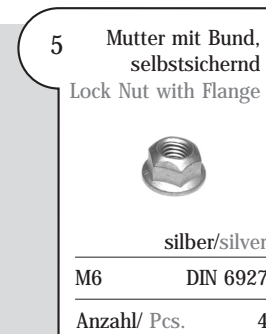 5
Mutter mit Bund,
selbstsichernd
Lock Nut with Flange
silber/silver
M6 DIN 6927
Anzahl/ Pcs. 4